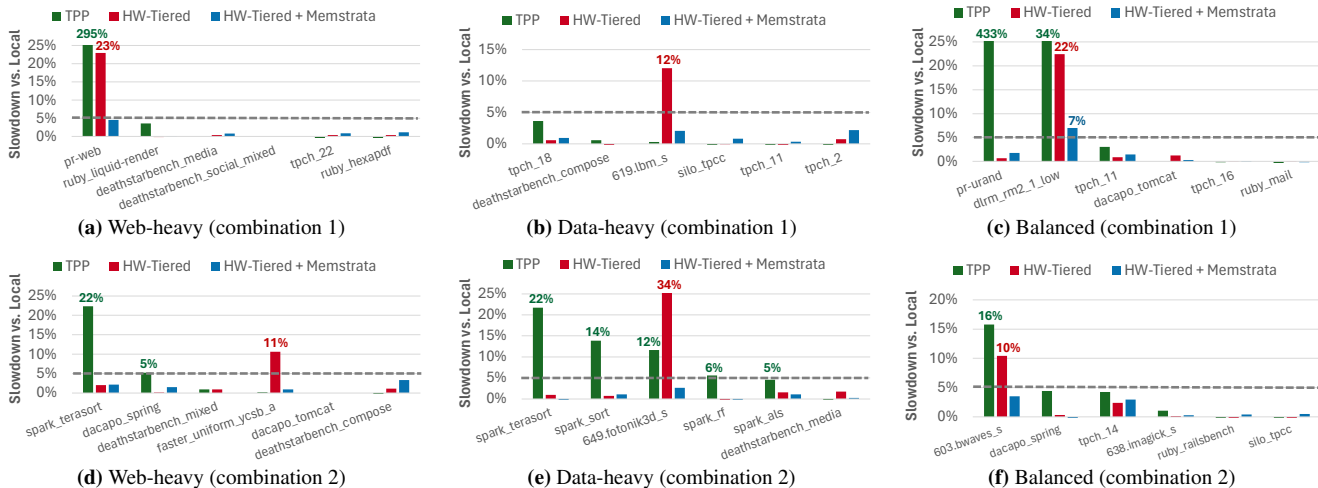 TPP HW-Tiered HW-Tiered + Memstrata
Slowdown vs. Local
25%
20%
15%
10%
5%
0%
295%
23%
pr-web
ruby_liquid-render
deathstarbench_media
deathstarbench_social_mixed
tpch_22
ruby_hexapdf
(a) Web-heavy (combination 1)
TPP HW-Tiered HW-Tiered + Memstrata
Slowdown vs. Local
15%
10%
5%
0%
12%
tpch_18
deathstarbench_compose
619.lbm_s
silo_tpcc
tpch_11
tpch_2
(b) Data-heavy (combination 1)
TPP HW-Tiered HW-Tiered + Memstrata
Slowdown vs. Local
25%
20%
15%
10%
5%
0%
433%
34%
22%
7%
pr-urand
dlrm_rm2_1_low
tpch_11
dacapo_tomcat
tpch_16
ruby_mail
(c) Balanced (combination 1)
TPP HW-Tiered HW-Tiered + Memstrata
Slowdown vs. Local
25%
20%
15%
10%
5%
0%
22%
5%
11%
spark_terasort
dacapo_spring
deathstarbench_mixed
faster_uniform_ycsb_a
dacapo_tomcat
deathstarbench_compose
(d) Web-heavy (combination 2)
TPP HW-Tiered HW-Tiered + Memstrata
Slowdown vs. Local
25%
20%
15%
10%
5%
0%
22%
14%
12%
34%
6%
5%
spark_terasort
spark_sort
649.fotonik3d_s
spark_rf
spark_als
deathstarbench_media
(e) Data-heavy (combination 2)
TPP HW-Tiered HW-Tiered + Memstrata
Slowdown vs. Local
20%
15%
10%
5%
0%
16%
10%
603.bwaves_s
dacapo_spring
tpch_14
638.imagick_s
ruby_railsbench
silo_tpcc
(f) Balanced (combination 2)